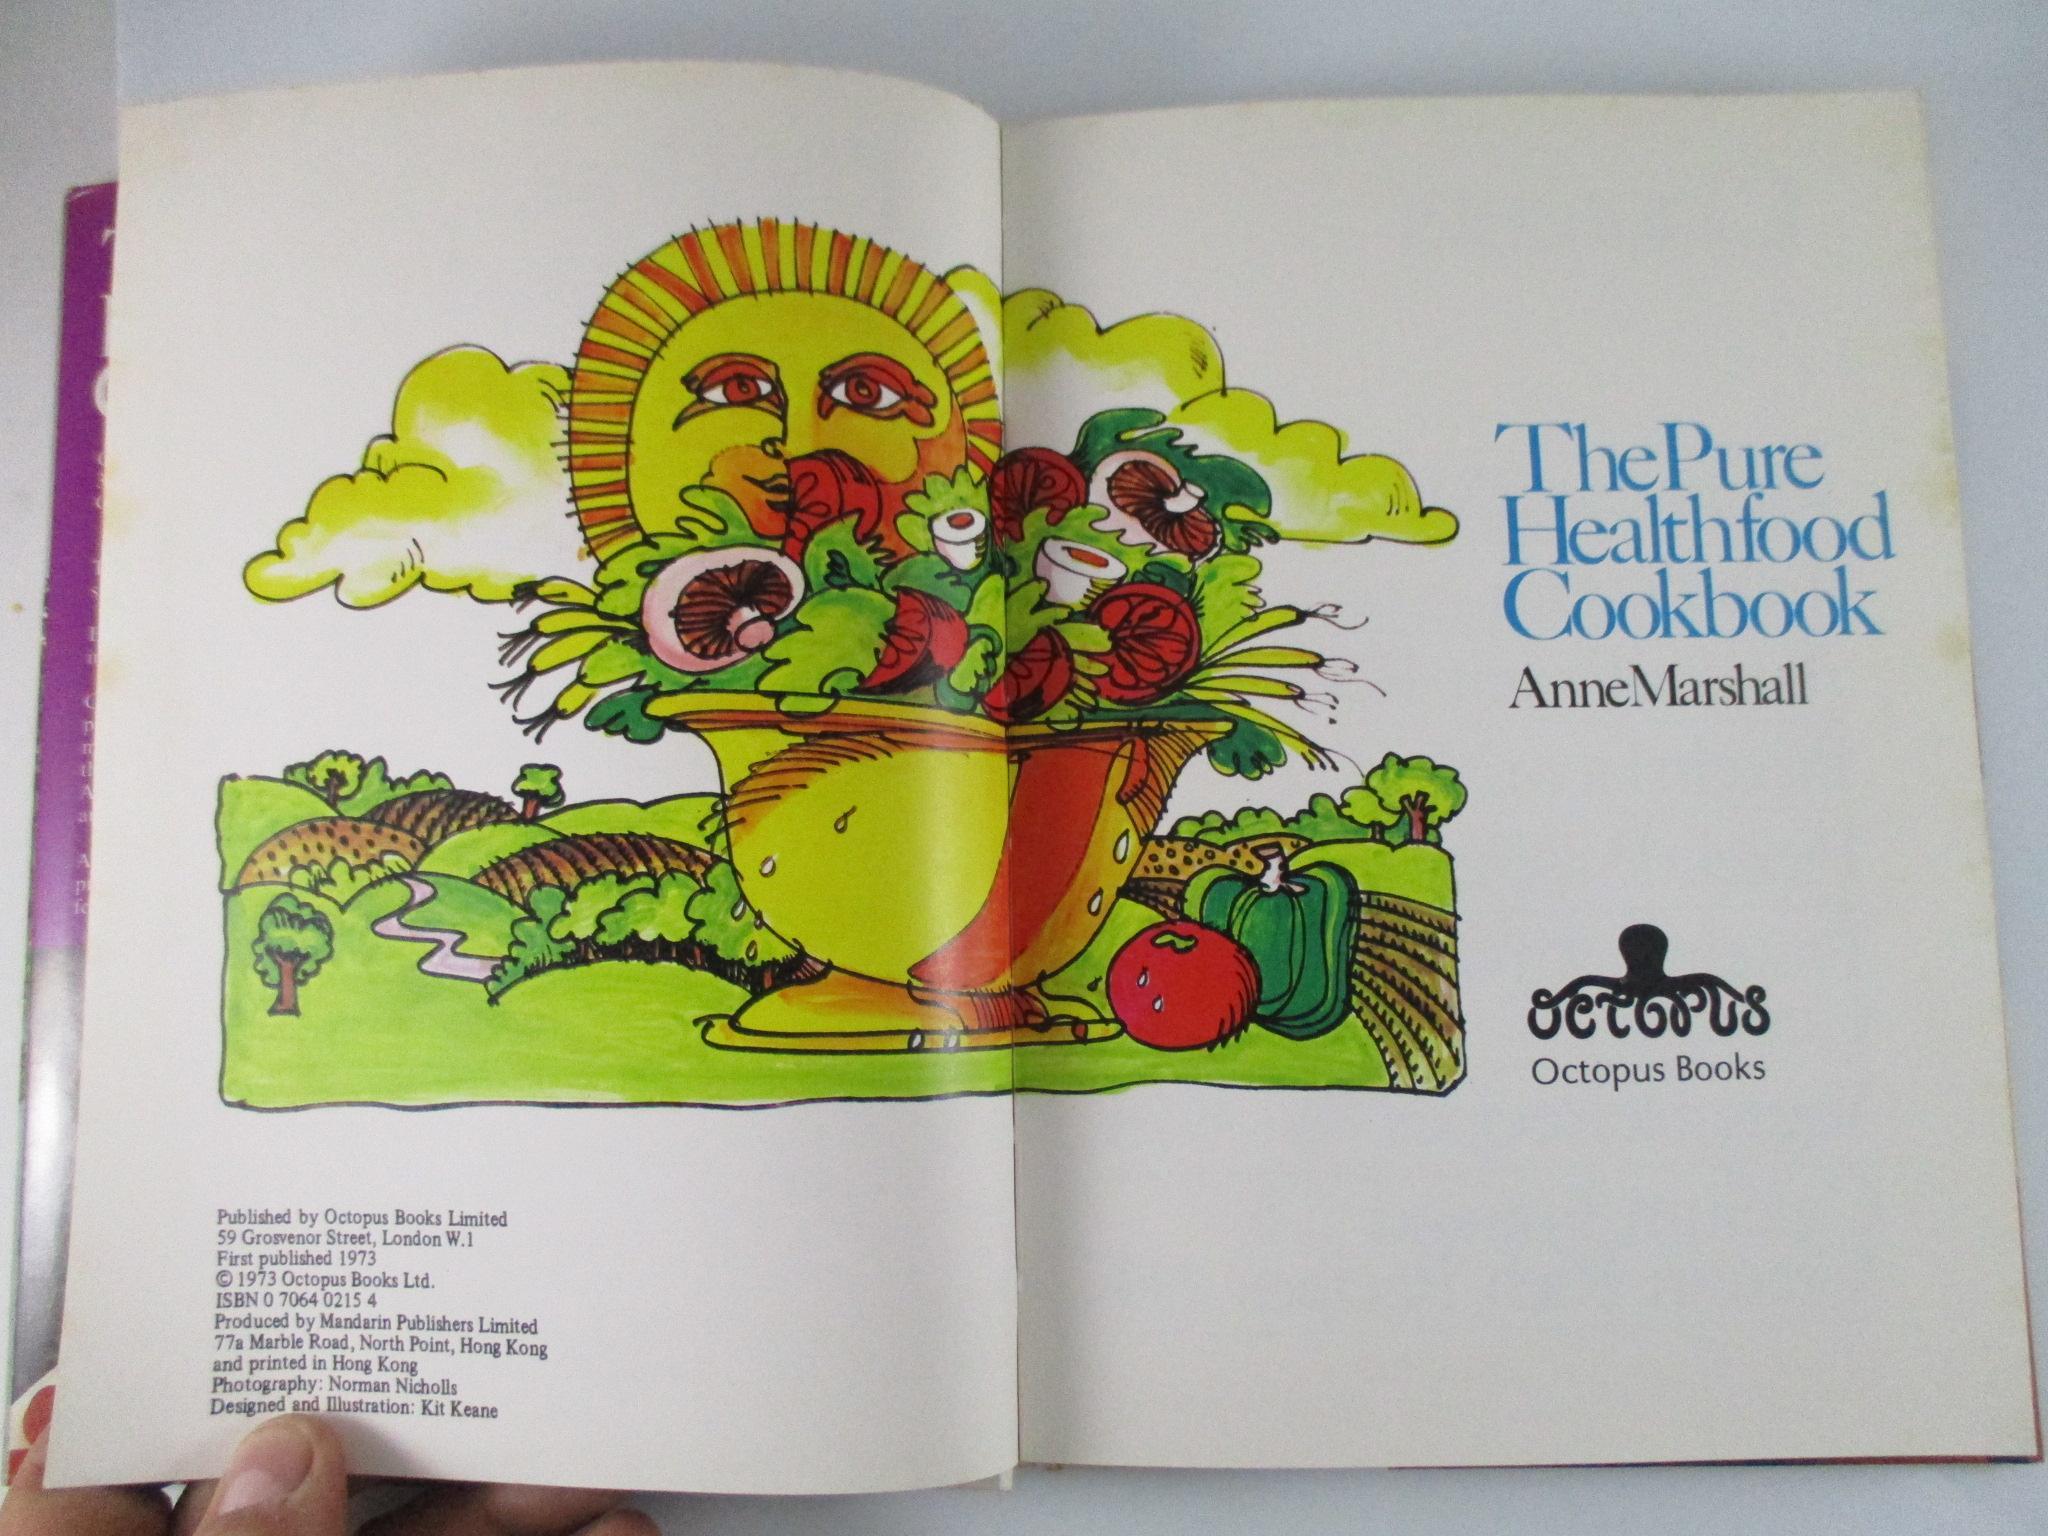 Published by Octopus Books Limited
59 Grosvenor Street, London W.1
First published 1973
© 1973 Octopus Books Ltd.
ISBN 0 7064 0215 4
Produced by Mandarin Publishers Limited
77a Marble Road, North Point, Hong Kong
and printed in Hong Kong
Photography: Norman Nicholls
Designed and Illustration: Kit Keane
The Pure
Healthfood
Cookbook
Anne Marshall
OCTOPUS
Octopus Books